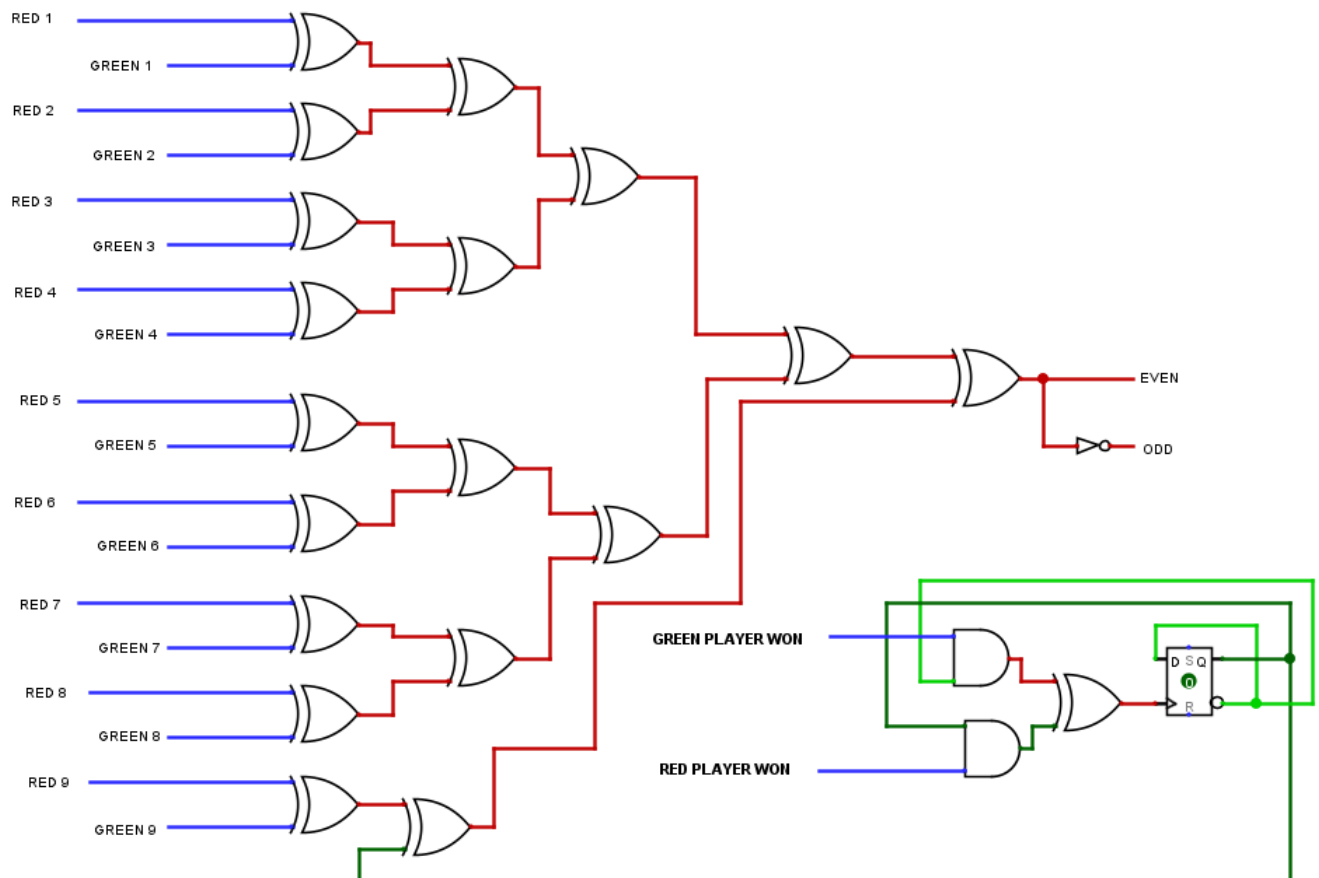 RED 1
GREEN 1
RED 2
GREEN 2
RED 3
GREEN 3
RED 4
GREEN 4
RED 5
GREEN 5
RED 6
GREEN 6
RED 7
GREEN 7
RED 8
GREEN 8
RED 9
GREEN 9
EVEN
ODD
GREEN PLAYER WON
RED PLAYER WON
D S Q
0
R